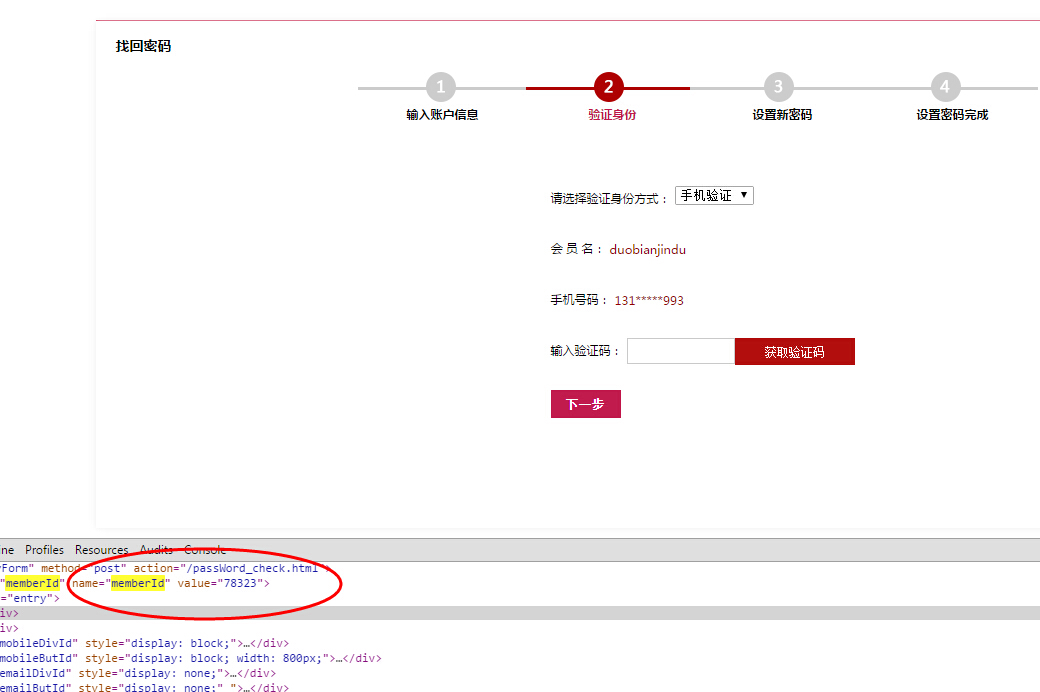 找回密码
1 2 3 4
输入账户信息 验证身份 设置新密码 设置密码完成
请选择验证身份方式： 手机验证 ▼
会 员 名： duobianjindu
手机号码： 131*****993
输入验证码： 获取验证码
下一步
ine Profiles Resources Audits Console
rForm" method="post" action="/passWord_check.html">
"memberId" name="memberId" value="78323">
="entry">
iv>
iv>
mobileDivId" style="display: block;">…</div>
mobileButId" style="display: block; width: 800px;">…</div>
emailDivId" style="display: none;">…</div>
emailButId" style="display: none;" ">…</div>